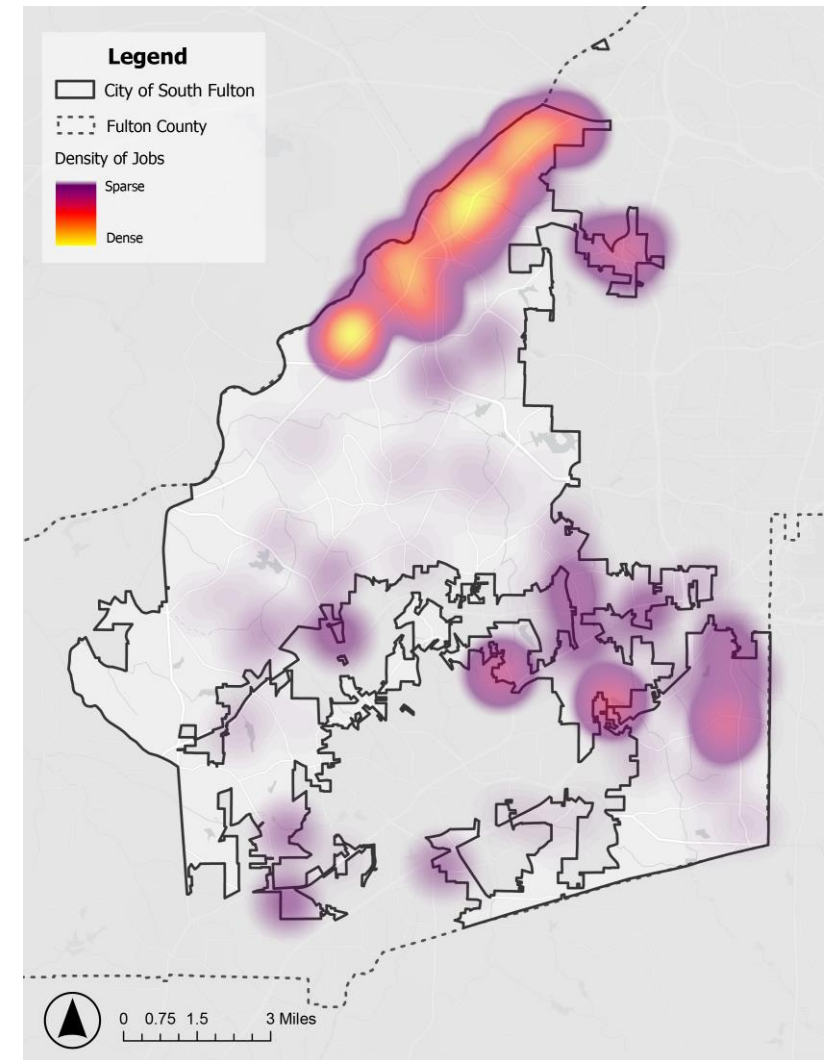 Legend
City of South Fulton
Fulton County
Density of Jobs
Sparse
Dense
0 0.75 1.5 3 Miles